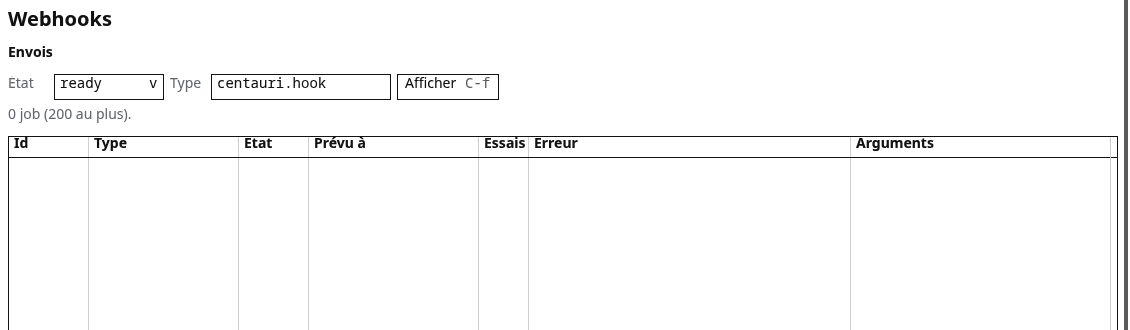 Webhooks
Envois
Etat ready v Type centauri.hook Afficher C-f
0 job (200 au plus).
Id Type Etat Prévu à Essais Erreur Arguments